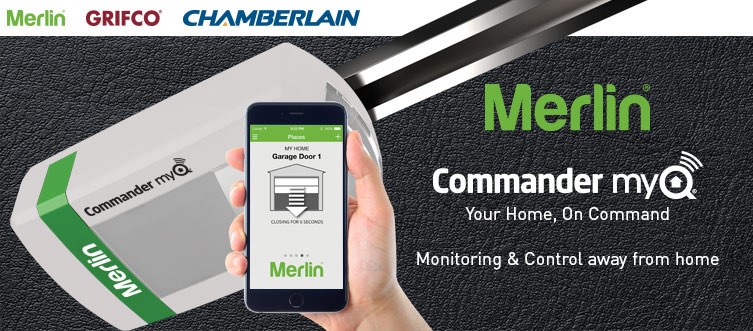 Merlin GRIFCO® CHAMBERLAIN
Merlin®
Commander myQ
Your Home, On Command
Monitoring & Control away from home
Commander myQ
Merlin
Places
MY HOME
Garage Door 1
CLOSING FOR 6 SECONDS
Merlin®